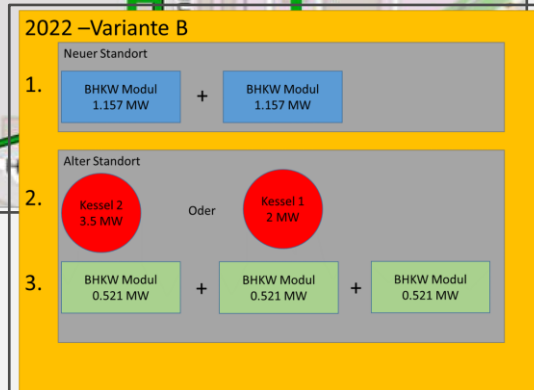 2022 –Variante B
Neuer Standort
1.
BHKW Modul
1.157 MW
+
BHKW Modul
1.157 MW
Alter Standort
2.
Kessel 2
3.5 MW
Oder
Kessel 1
2 MW
3.
BHKW Modul
0.521 MW
+
BHKW Modul
0.521 MW
+
BHKW Modul
0.521 MW